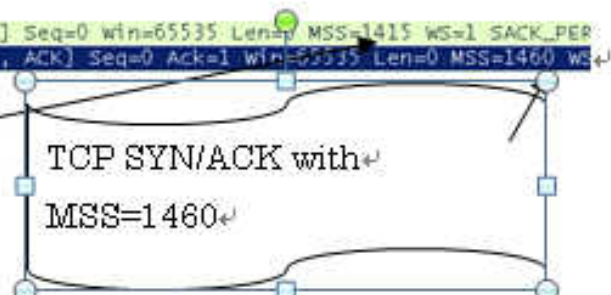 ] Seq=0 Win=65535 Len=0 MSS=1415 WS=1 SACK_PER
, ACK] Seq=0 Ack=1 Win=65535 Len=0 MSS=1460 WS
TCP SYN/ACK with
MSS=1460